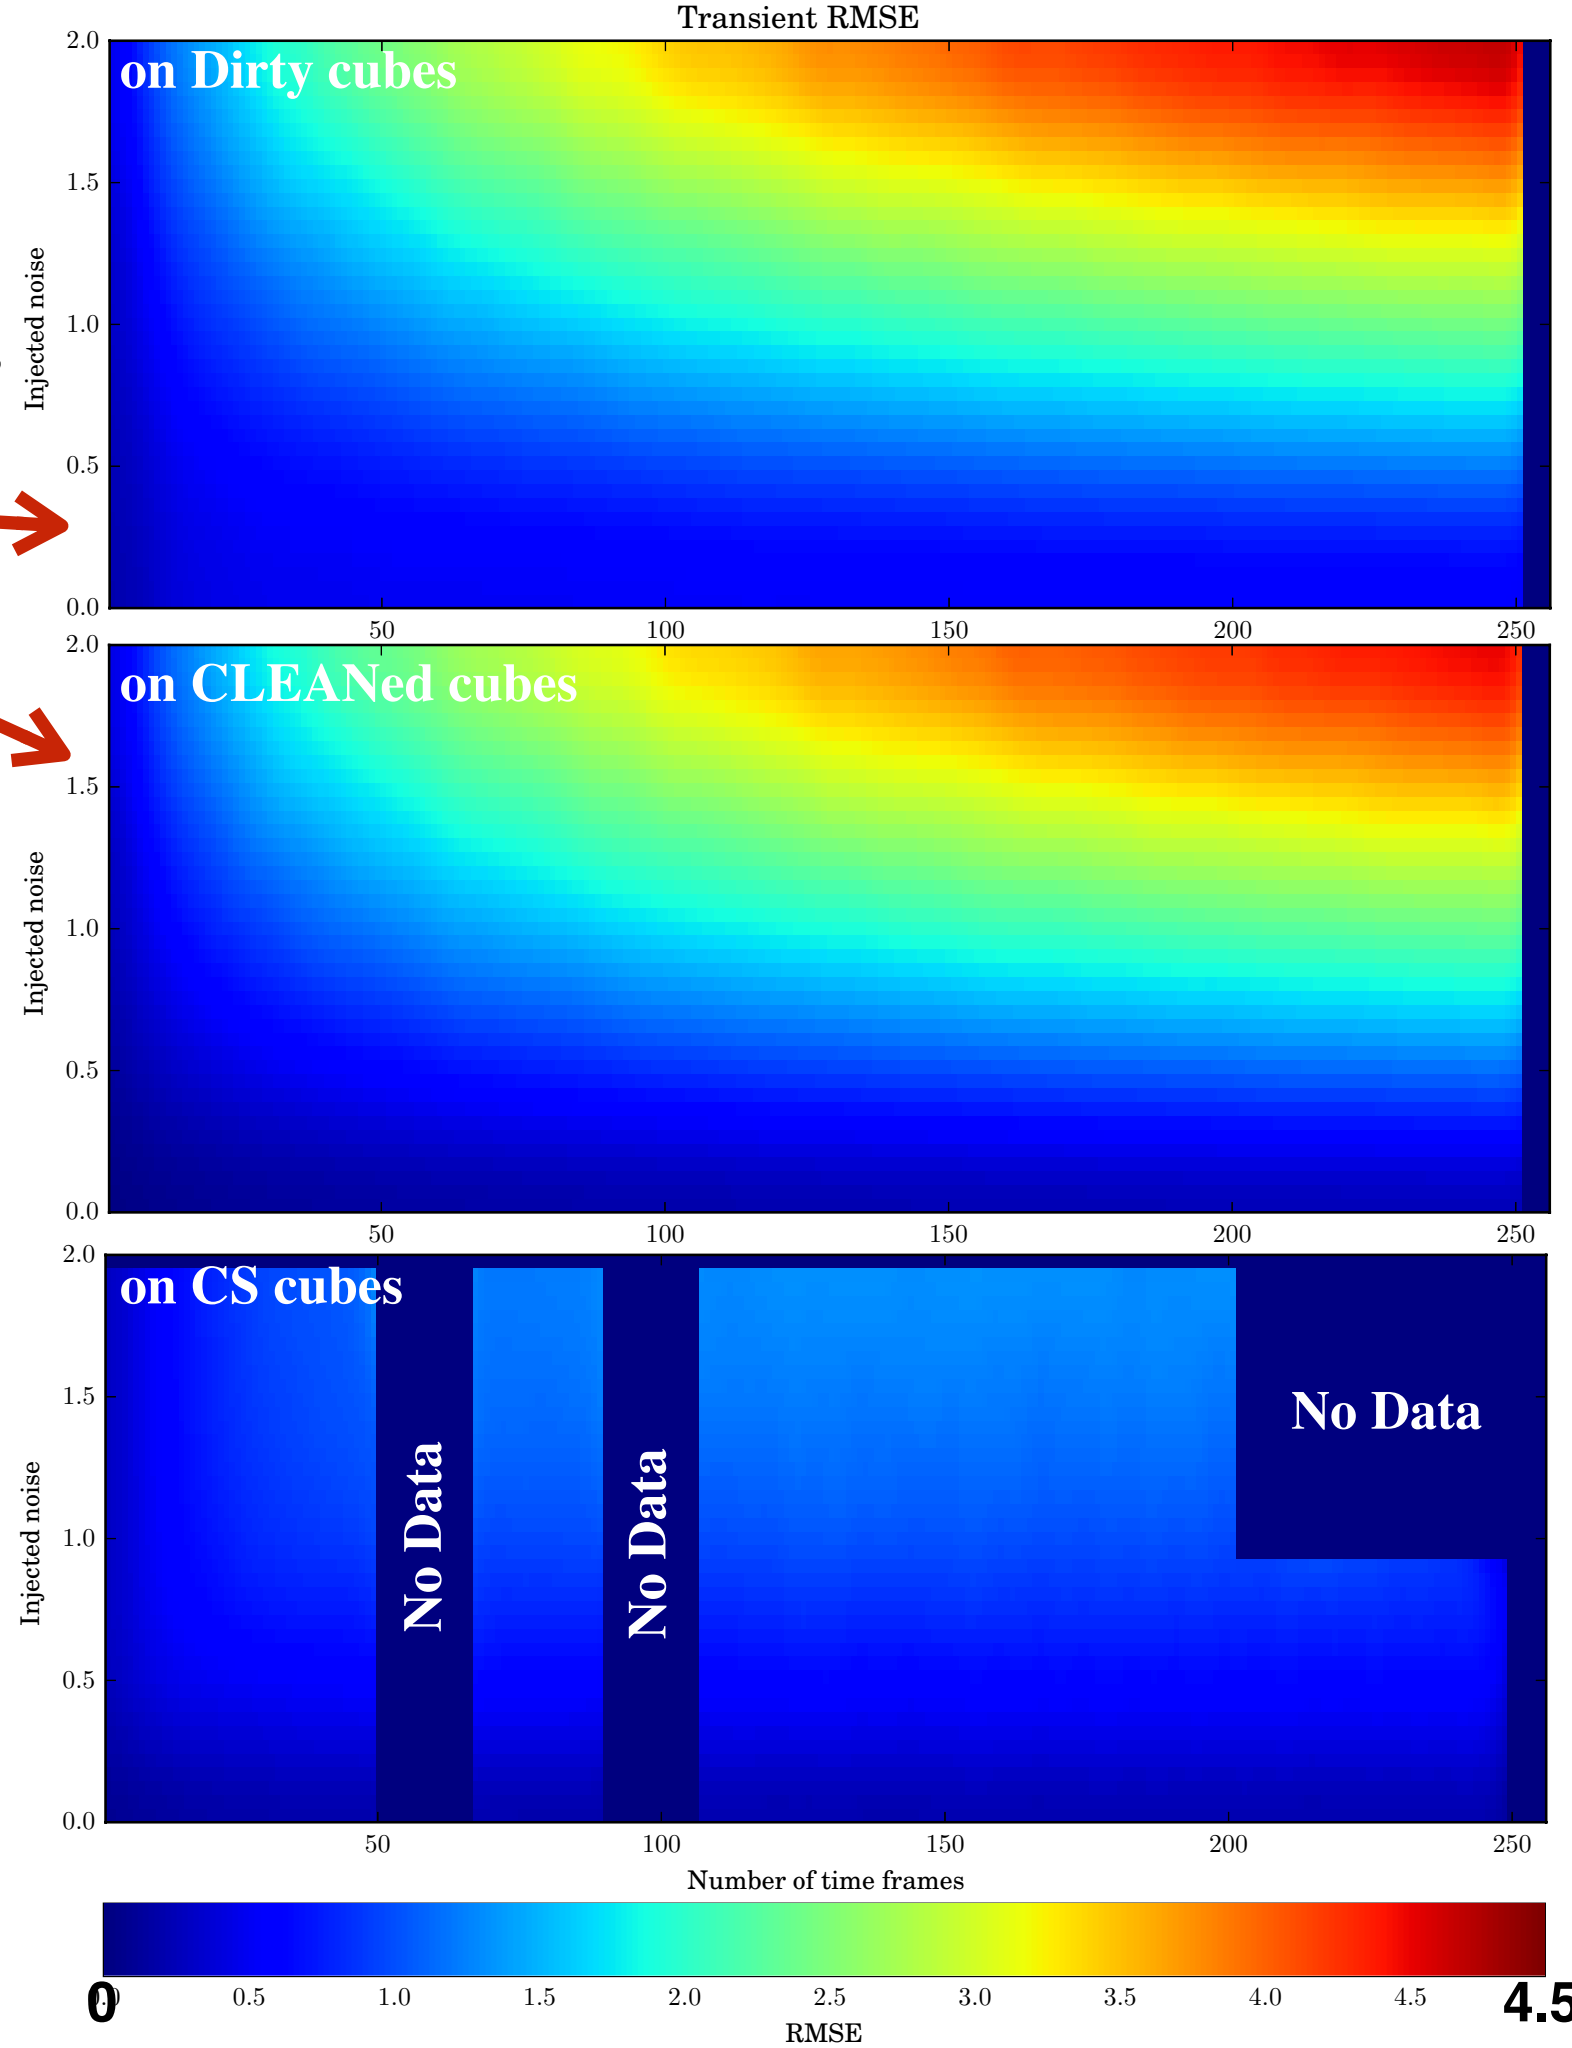 Transient RMSE
2.0
on Dirty cubes
1.5
Injected noise
1.0
0.5
0.0
50 100 150 200 250
2.0
on CLEANed cubes
1.5
Injected noise
1.0
0.5
0.0
50 100 150 200 250
2.0
on CS cubes
1.5
No Data
Injected noise
No Data
No Data
1.0
0.5
0.0
50 100 150 200 250
Number of time frames
0 0.5 1.0 1.5 2.0 2.5 3.0 3.5 4.0 4.5 4.5
RMSE